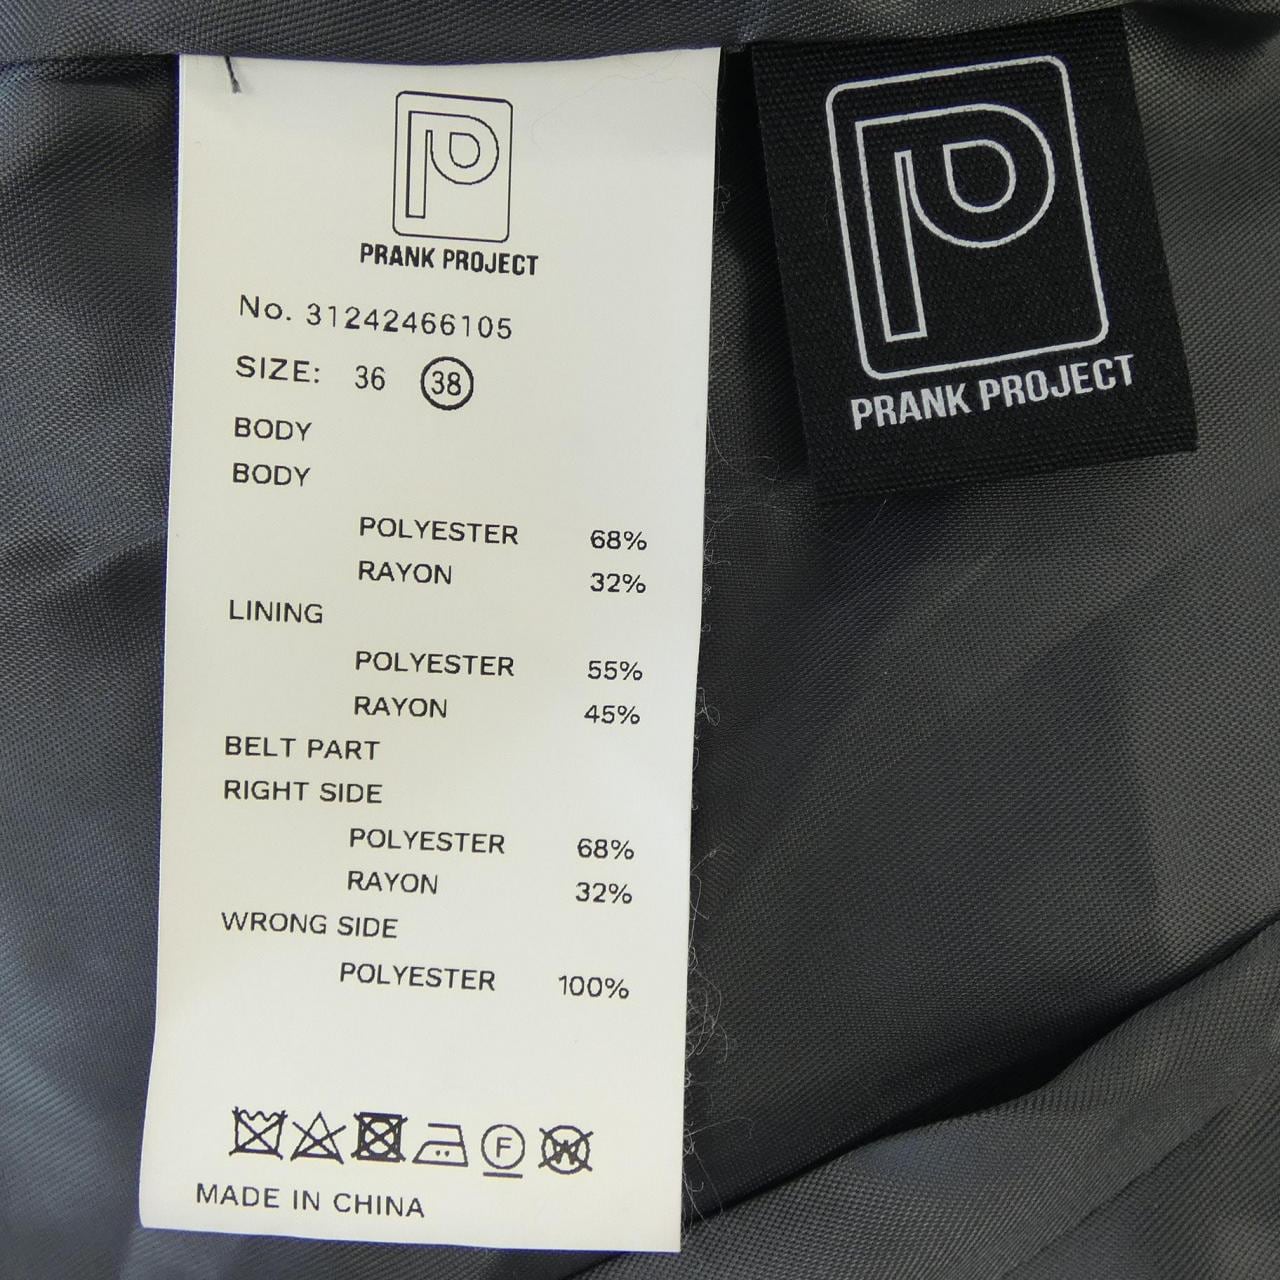 PRANK PROJECT
No. 31242466105
SIZE: 36 38
BODY
BODY
POLYESTER 68%
RAYON 32%
LINING
POLYESTER 55%
RAYON 45%
BELT PART
RIGHT SIDE
POLYESTER 68%
RAYON 32%
WRONG SIDE
POLYESTER 100%
F W
MADE IN CHINA
PRANK PROJECT